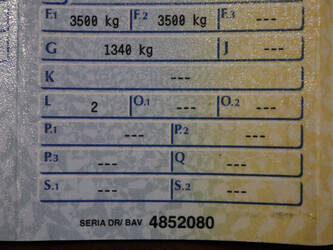 F.1 3500 kg F.2 3500 kg F.3 ---
G 1340 kg J ---
K ---
L 2 O.1 --- O.2 ---
P.1 --- P.2 ---
P.3 --- Q ---
S.1 --- S.2 ---
SERIA DR/ BAV 4852080